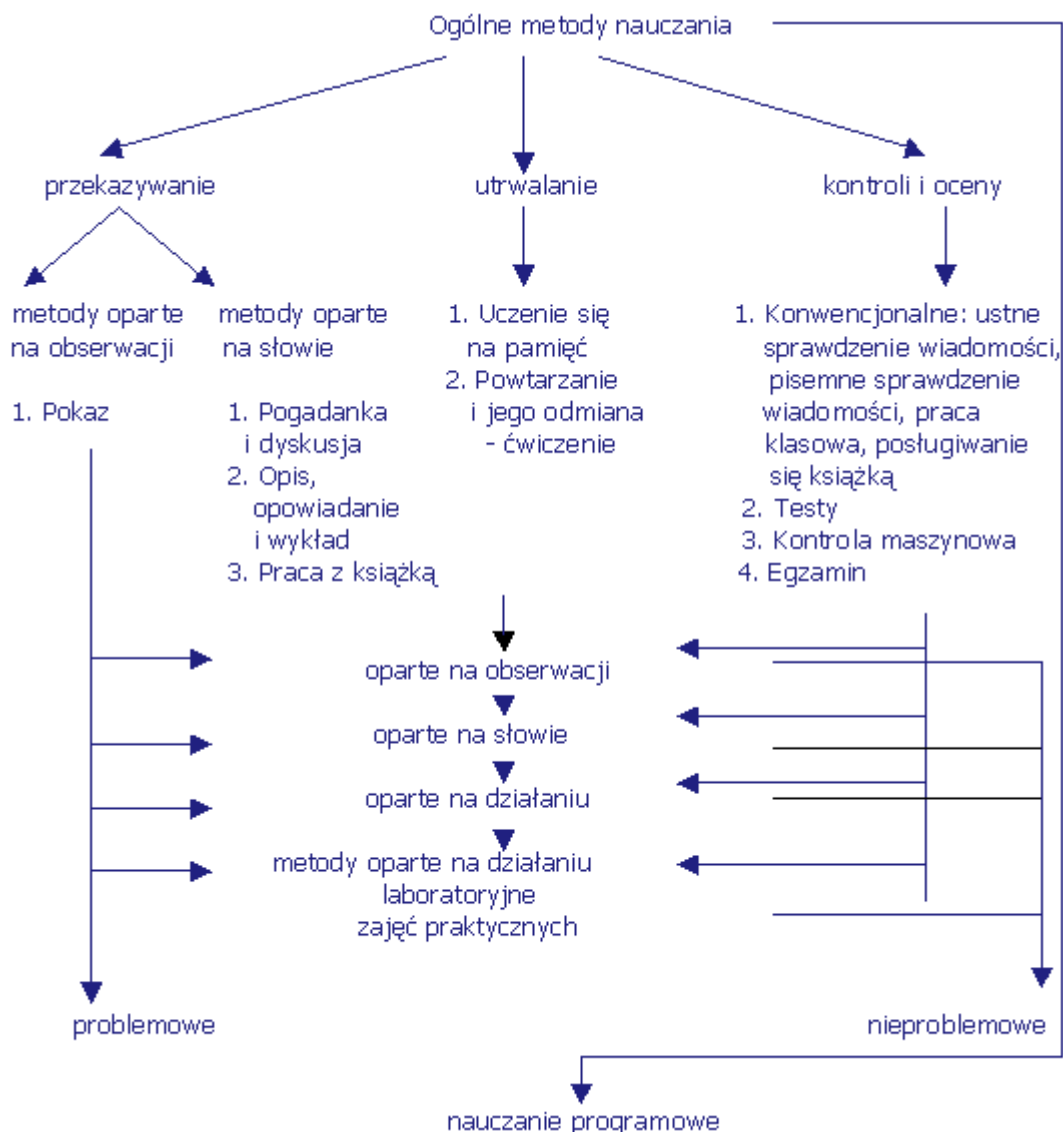 Ogólne metody nauczania
przekazywanie
utrwalanie
kontroli i oceny
metody oparte
na obserwacji
1. Pokaz
metody oparte
na słowie
1. Pogadanka
i dyskusja
2. Opis,
opowiadanie
i wykład
3. Praca z książką
1. Uczenie się
na pamięć
2. Powtarzanie
i jego odmiana
- ćwiczenie
1. Konwencjonalne: ustne
sprawdzenie wiadomości,
pisemne sprawdzenie
wiadomości, praca
klasowa, posługiwanie
się książką
2. Testy
3. Kontrola maszynowa
4. Egzamin
oparte na obserwacji
oparte na słowie
oparte na działaniu
metody oparte na działaniu
laboratoryjne
zajęć praktycznych
problemowe
nieproblemowe
nauczanie programowe